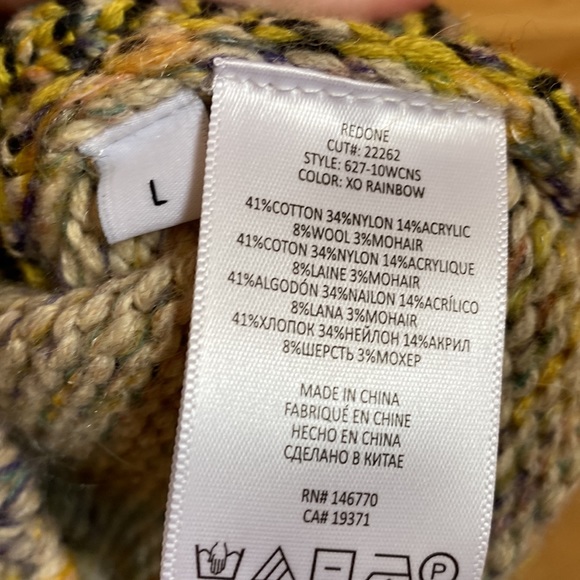 L
REDONE
CUT#: 22262
STYLE: 627-10WCNS
COLOR: XO RAINBOW
41%COTTON 34%NYLON 14%ACRYLIC
8%WOOL 3%MOHAIR
41%COTON 34%NYLON 14%ACRYLIQUE
8%LAINE 3%MOHAIR
41%ALGODÓN 34%NAILON 14%ACRÍLICO
8%LANA 3%MOHAIR
41%ХЛОПОК 34%НЕЙЛОН 14%АКРИЛ
8%ШЕРСТЬ 3%МОХЕР
MADE IN CHINA
FABRIQUÉ EN CHINE
HECHO EN CHINA
СДЕЛАНО В КИТАЕ
RN# 146770
CA# 19371
P